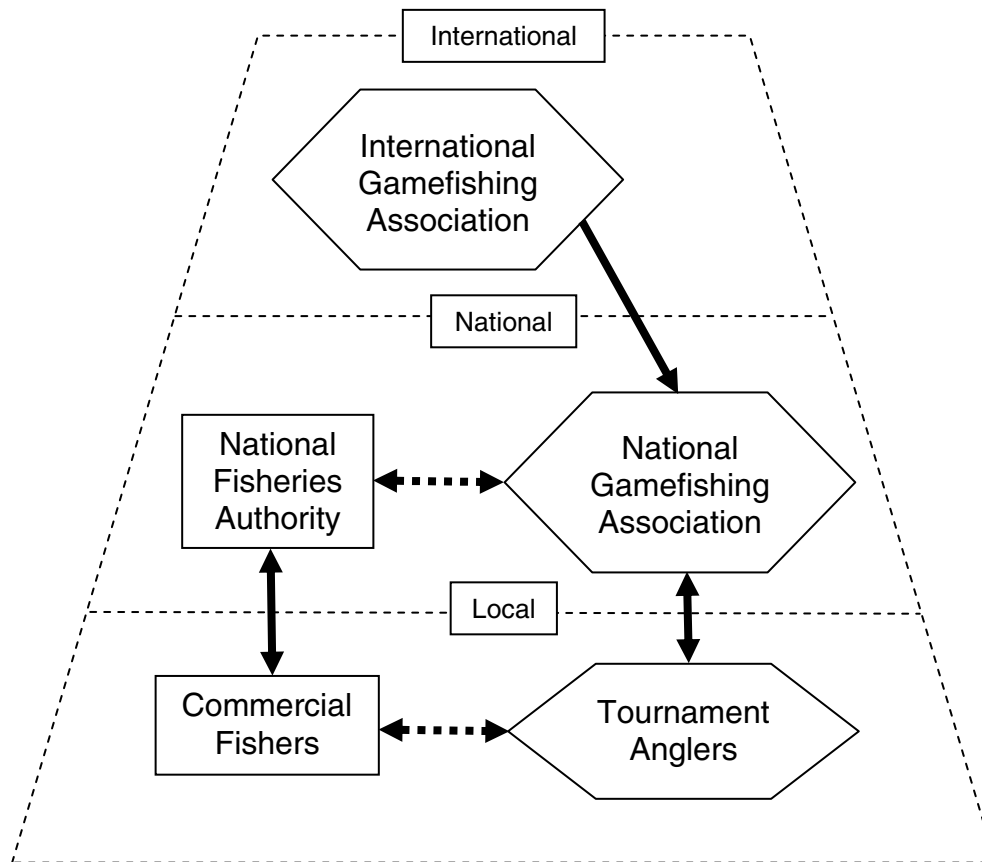 International
International
Gamefishing
Association
National
National
Fisheries
Authority
National
Gamefishing
Association
Local
Commercial
Fishers
Tournament
Anglers